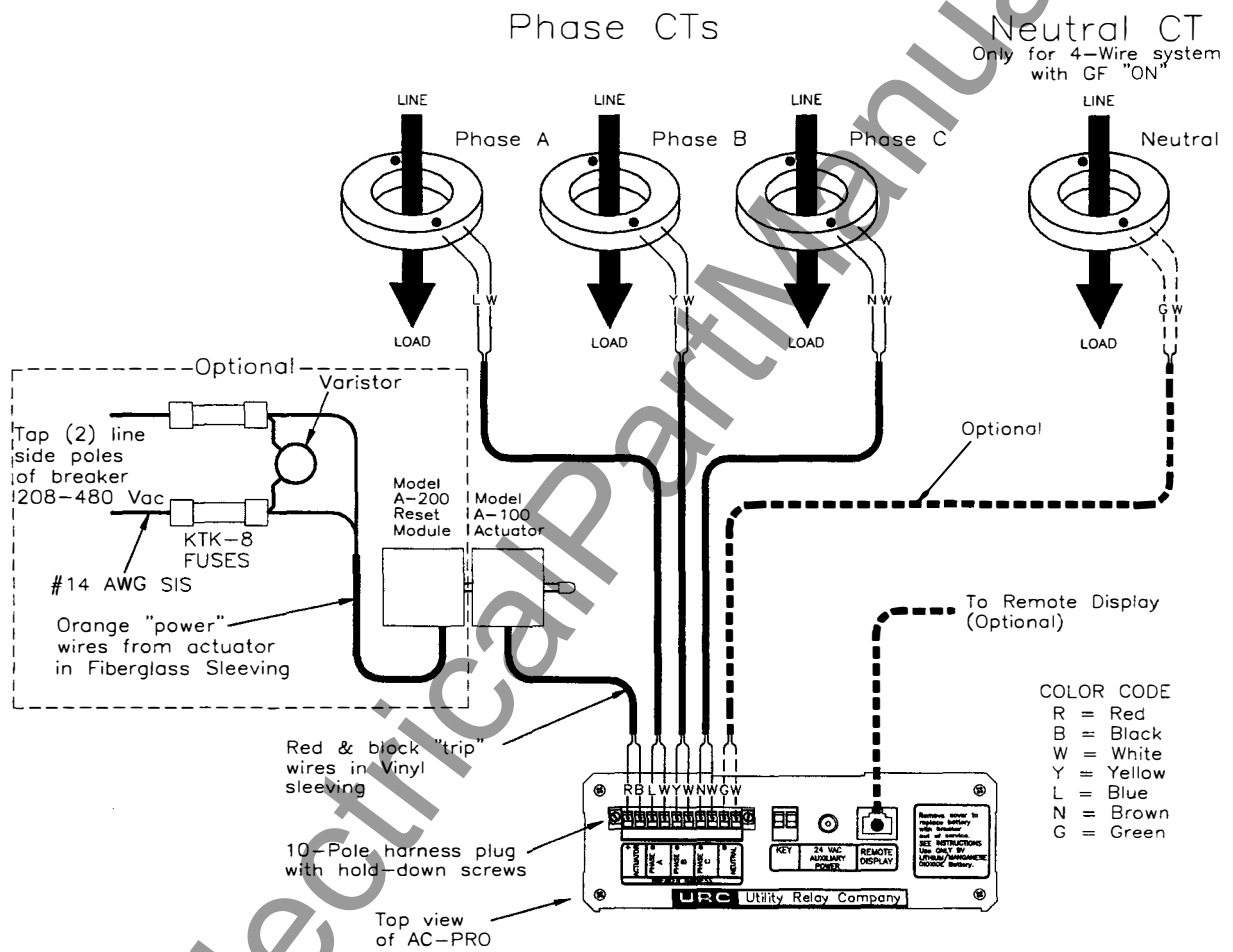 Phase CTs
Neutral CT
Only for 4-Wire system
with GF "ON"
LINE
LINE
LINE
LINE
Phase A
Phase B
Phase C
Neutral
L W
Y W
N W
G W
LOAD
LOAD
LOAD
LOAD
Optional
Varistor
Tap (2) line
side poles
of breaker
208-480 Vac
KTK-8
FUSES
#14 AWG SIS
Orange "power"
wires from actuator
in Fiberglass Sleeving
Model
A-200
Reset
Module
Model
A-100
Actuator
Optional
To Remote Display
(Optional)
COLOR CODE
R = Red
B = Black
W = White
Y = Yellow
L = Blue
N = Brown
G = Green
Red & block "trip"
wires in Vinyl
sleeving
R B L W Y W N W G W
10-Pole harness plug
with hold-down screws
ACTUATOR
PHASE A
PHASE B
PHASE C
NEUTRAL
KEY
24 VAC
AUXILIARY
POWER
REMOTE
DISPLAY
Remove cover to
replace battery
with breaker
out of service.
SEE INSTRUCTIONS
Use ONLY BV
LITHIUM/MANGANESE
DIOXIDE Battery.
URC Utility Relay Company
Top view
of AC-PRO
ElectricalPartManua